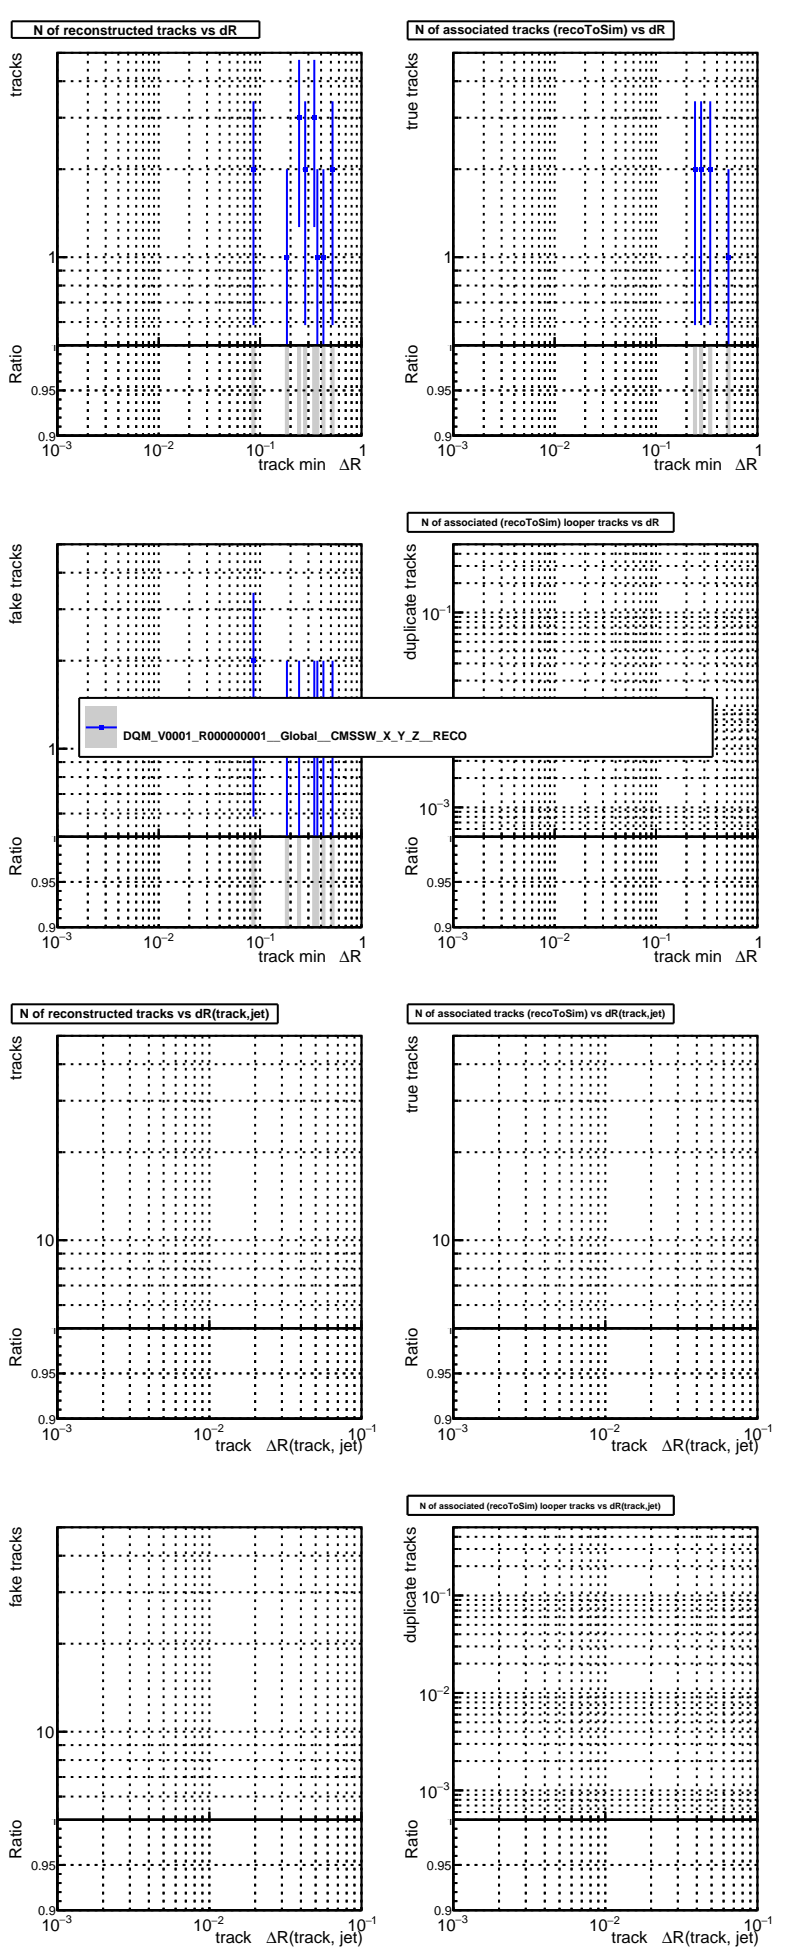 N of reconstructed tracks vs dR
tracks
1
Ratio
0.95
0.9
10⁻³
10⁻²
10⁻¹
1
track min ΔR
N of associated tracks (recoToSim) vs dR
true tracks
1
Ratio
0.95
0.9
10⁻³
10⁻²
10⁻¹
1
track min ΔR
fake tracks
1
Ratio
0.95
0.9
10⁻³
10⁻²
10⁻¹
1
track min ΔR
N of associated (recoToSim) looper tracks vs dR
duplicate tracks
10⁻¹
10⁻³
Ratio
0.95
0.9
10⁻³
10⁻²
10⁻¹
1
track min ΔR
DQM_V0001_R000000001__Global__CMSSW_X_Y_Z__RECO
N of reconstructed tracks vs dR(track,jet)
tracks
10
Ratio
0.95
0.9
10⁻³
10⁻²
10⁻¹
track ΔR(track, jet)
N of associated tracks (recoToSim) vs dR(track,jet)
true tracks
10
Ratio
0.95
0.9
10⁻³
10⁻²
10⁻¹
track ΔR(track, jet)
fake tracks
10
Ratio
0.95
0.9
10⁻³
10⁻²
10⁻¹
track ΔR(track, jet)
N of associated (recoToSim) looper tracks vs dR(track,jet)
duplicate tracks
10⁻¹
10⁻²
10⁻³
Ratio
0.95
0.9
10⁻³
10⁻²
10⁻¹
track ΔR(track, jet)